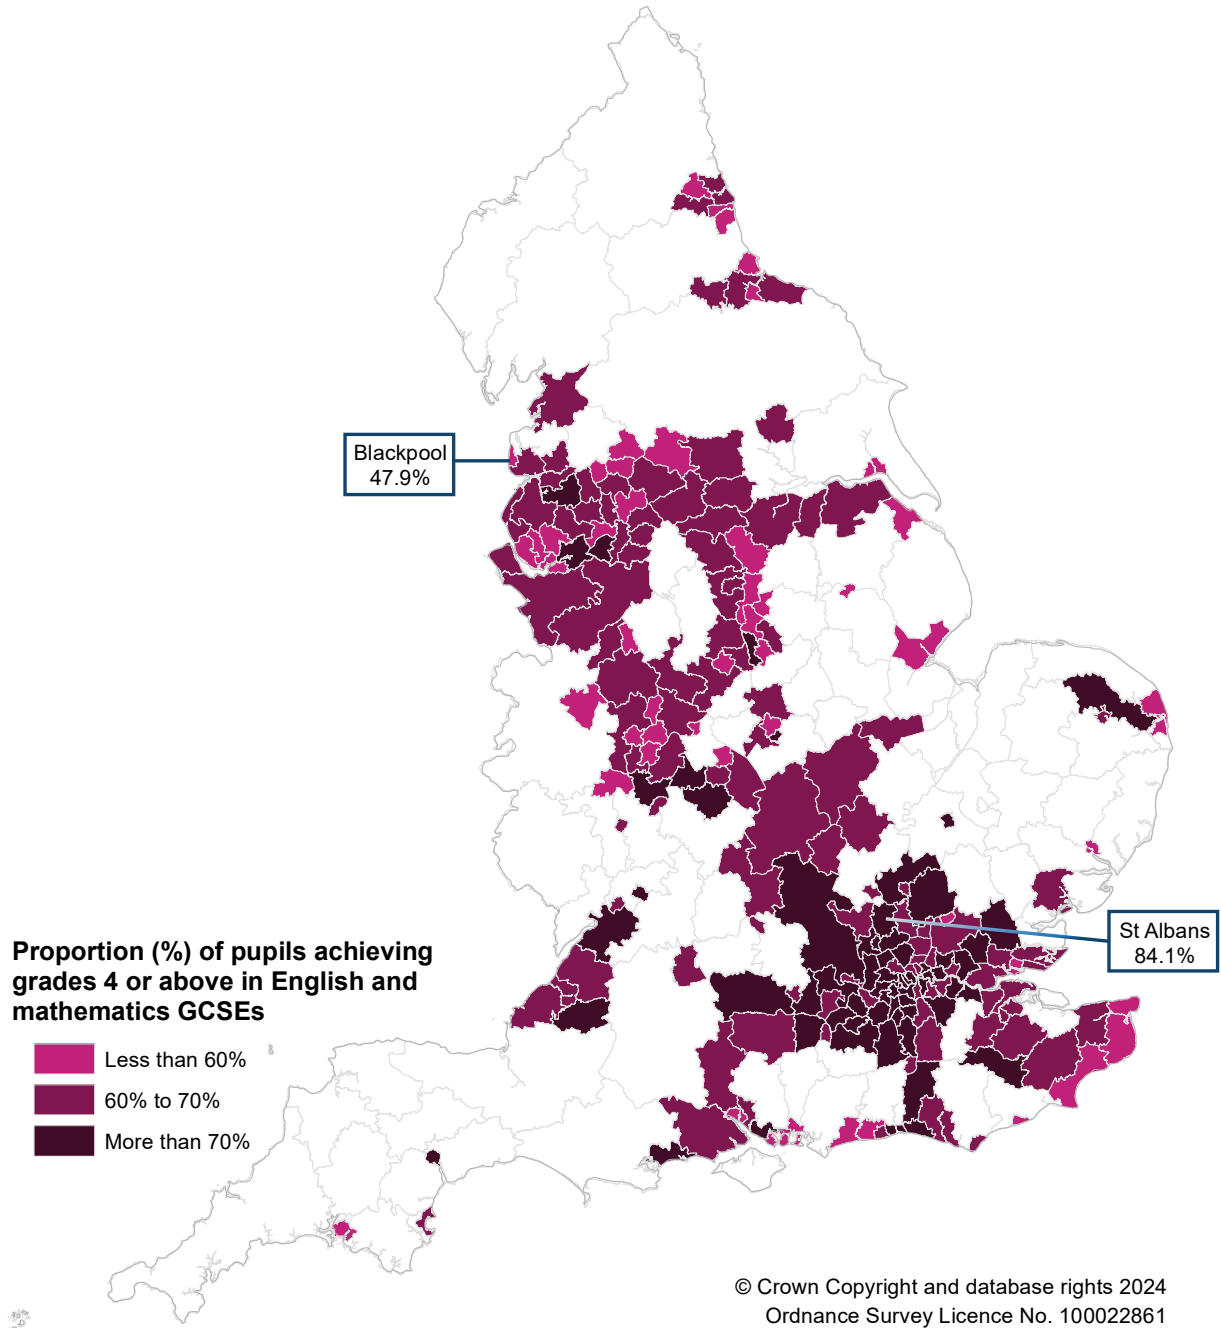 Blackpool
47.9%
St Albans
84.1%
Proportion (%) of pupils achieving
grades 4 or above in English and
mathematics GCSEs
Less than 60%
60% to 70%
More than 70%
© Crown Copyright and database rights 2024
Ordnance Survey Licence No. 100022861